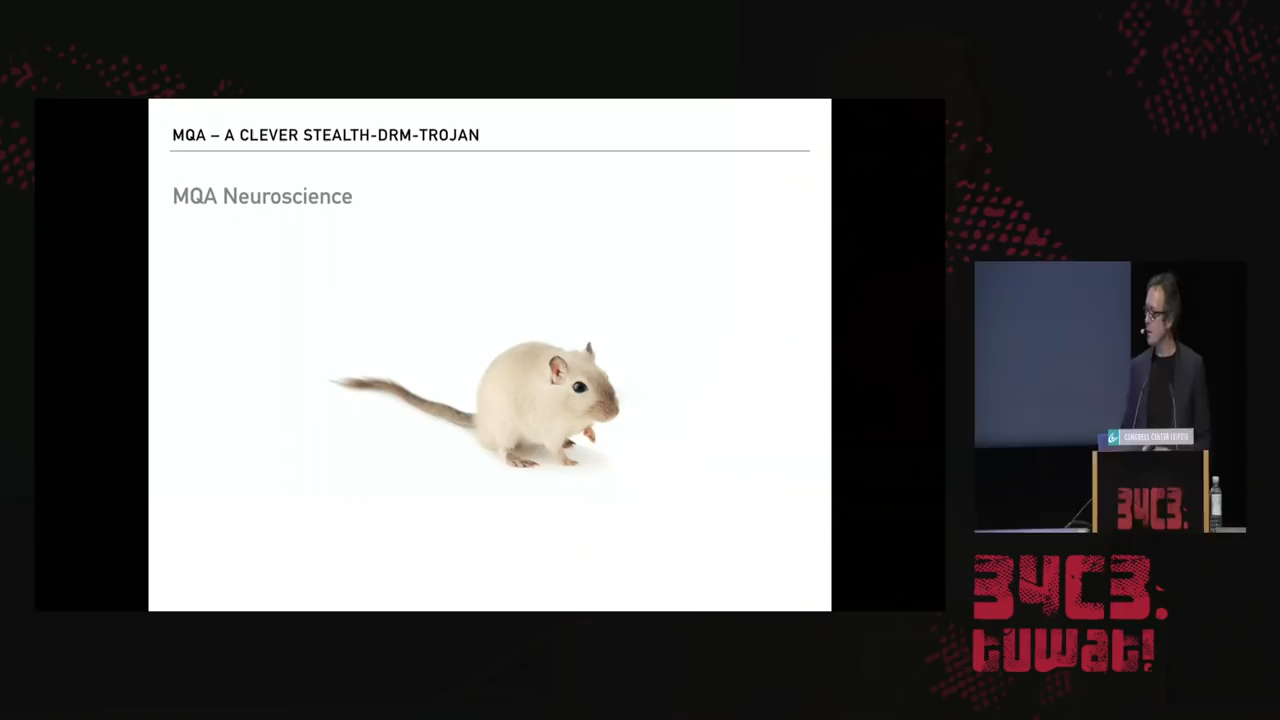 MQA – A CLEVER STEALTH-DRM-TROJAN
MQA Neuroscience
34C3.
34C3.
tuwat!